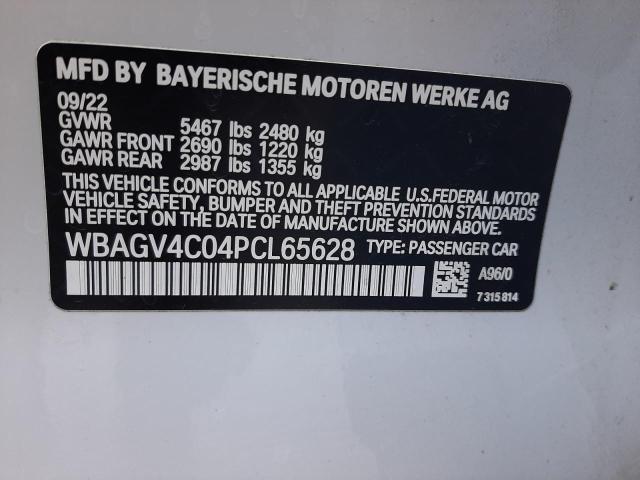 MFD BY BAYERISCHE MOTOREN WERKE AG
09/22
GVWR 5467 lbs 2480 kg
GAWR FRONT 2690 lbs 1220 kg
GAWR REAR 2987 lbs 1355 kg
THIS VEHICLE CONFORMS TO ALL APPLICABLE U.S.FEDERAL MOTOR
VEHICLE SAFETY, BUMPER AND THEFT PREVENTION STANDARDS
IN EFFECT ON THE DATE OF MANUFACTURE SHOWN ABOVE.
WBAGV4C04PCL65628 TYPE: PASSENGER CAR
A96/0
7 315 814